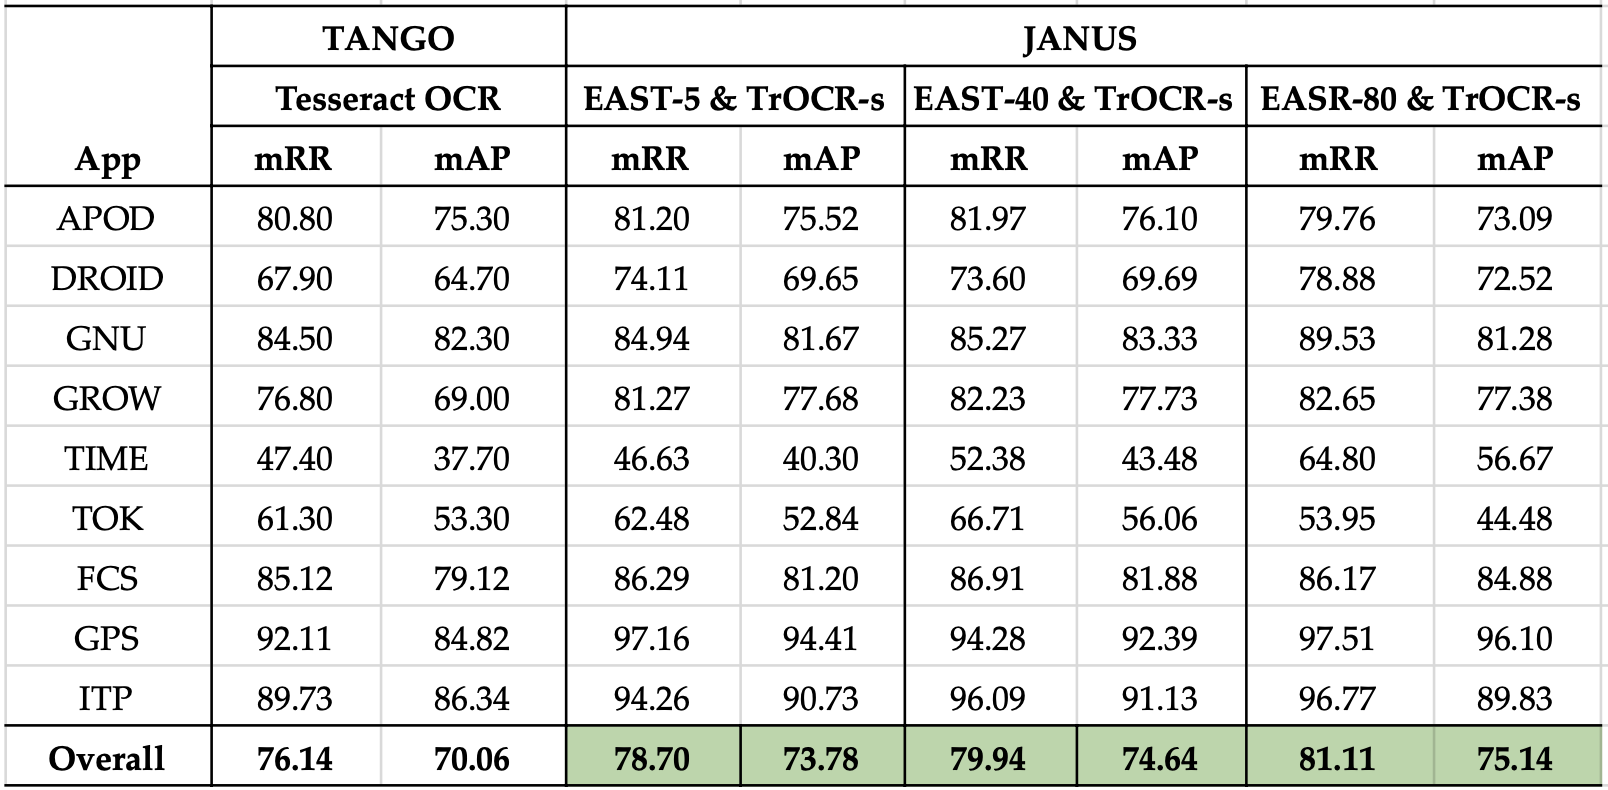 TANGO JANUS
Tesseract OCR EAST-5 & TrOCR-s EAST-40 & TrOCR-s EASR-80 & TrOCR-s
App mRR mAP mRR mAP mRR mAP mRR mAP
APOD 80.80 75.30 81.20 75.52 81.97 76.10 79.76 73.09
DROID 67.90 64.70 74.11 69.65 73.60 69.69 78.88 72.52
GNU 84.50 82.30 84.94 81.67 85.27 83.33 89.53 81.28
GROW 76.80 69.00 81.27 77.68 82.23 77.73 82.65 77.38
TIME 47.40 37.70 46.63 40.30 52.38 43.48 64.80 56.67
TOK 61.30 53.30 62.48 52.84 66.71 56.06 53.95 44.48
FCS 85.12 79.12 86.29 81.20 86.91 81.88 86.17 84.88
GPS 92.11 84.82 97.16 94.41 94.28 92.39 97.51 96.10
ITP 89.73 86.34 94.26 90.73 96.09 91.13 96.77 89.83
Overall 76.14 70.06 78.70 73.78 79.94 74.64 81.11 75.14